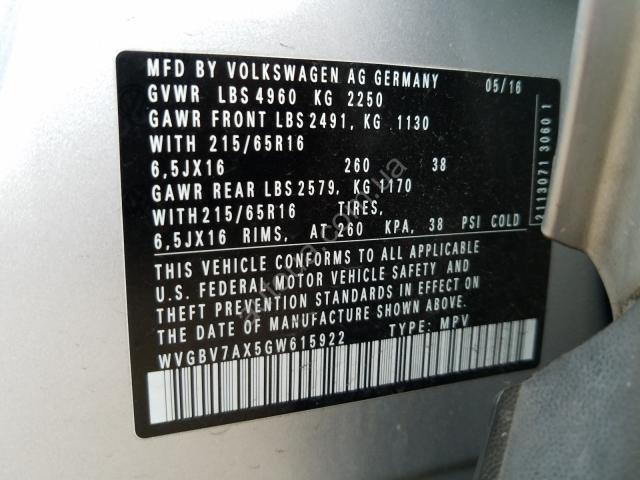 MFD BY VOLKSWAGEN AG GERMANY 05/16
GVWR LBS 4960 KG 2250
GAWR FRONT LBS 2491, KG 1130
WITH 215/65R16
6,5JX16 260 38
GAWR REAR LBS 2579, KG 1170
WITH 215/65R16 TIRES,
6,5JX16 RIMS, AT 260 KPA, 38 PSI COLD
THIS VEHICLE CONFORMS TO ALL APPLICABLE
U.S. FEDERAL MOTOR VEHICLE SAFETY AND
THEFT PREVENTION STANDARDS IN EFFECT ON
THE DATE OF MANUFACTURE SHOWN ABOVE.
WVGBV7AX5GW615922 TYPE: MPV
2113071 3060 1